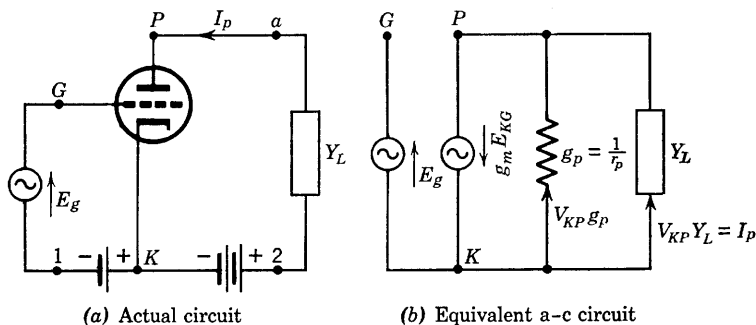 P
I_p
a
G
Y_L
E_g
1
-
+
K
-
+
2
(a) Actual circuit
G
P
E_g
g_m E_KG
g_p = 1/r_p
Y_L
V_KP g_p
V_KP Y_L = I_p
K
(b) Equivalent a-c circuit